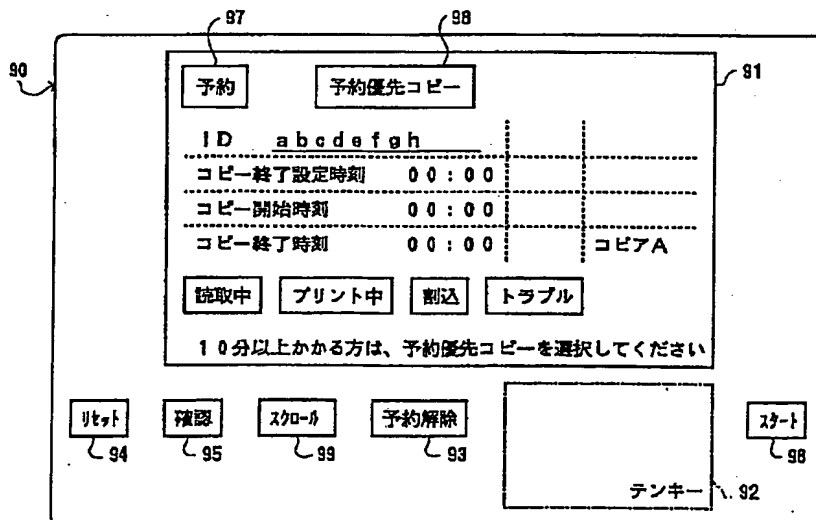 97 98
90 91
予約 予約優先コピー
ID abcdefgh
コピー終了設定時刻 00:00
コピー開始時刻 00:00
コピー終了時刻 00:00 コピアA
読取中 プリント中 割込 トラブル
10分以上かかる方は、予約優先コピーを選択してください
リセット 確認 スクロール 予約解除 スタート
94 95 99 93 96
テンキー 92